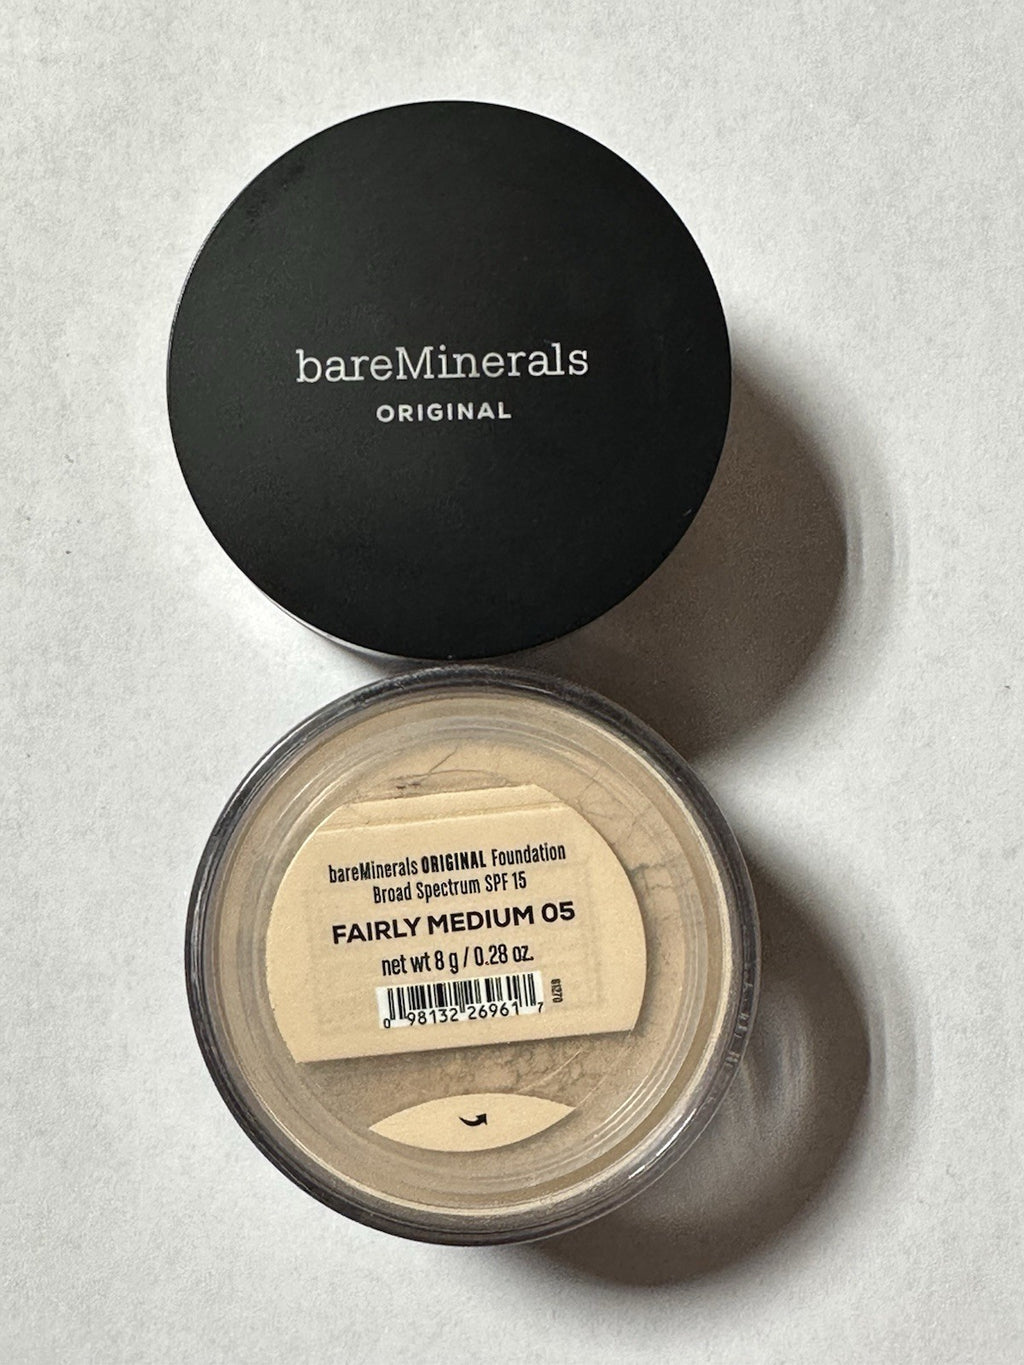 bareMinerals
ORIGINAL
bareMinerals ORIGINAL Foundation
Broad Spectrum SPF 15
FAIRLY MEDIUM 05
net wt 8 g / 0.28 oz.
61270
0 98132 26961 7